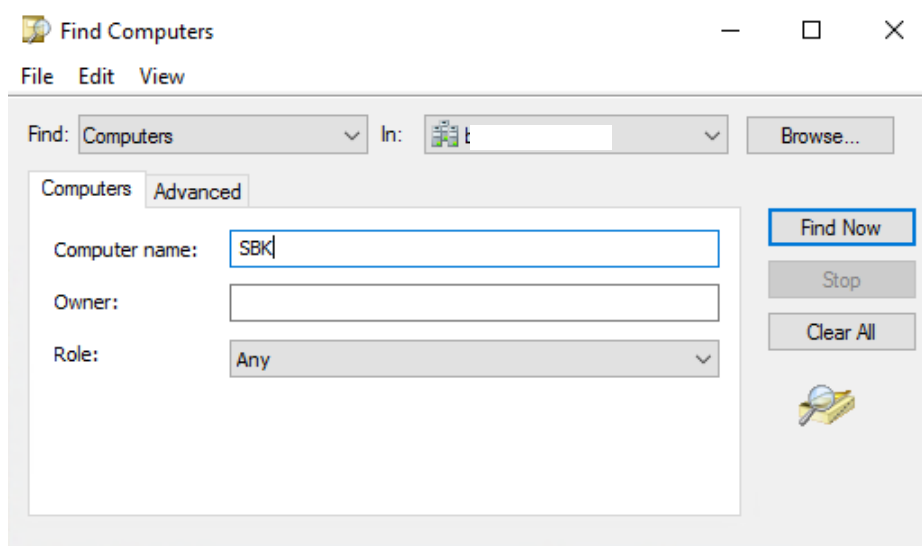 Find Computers
File Edit View
Find: Computers In: Browse...
Computers Advanced
Computer name: SBK
Find Now
Owner:
Stop
Clear All
Role: Any